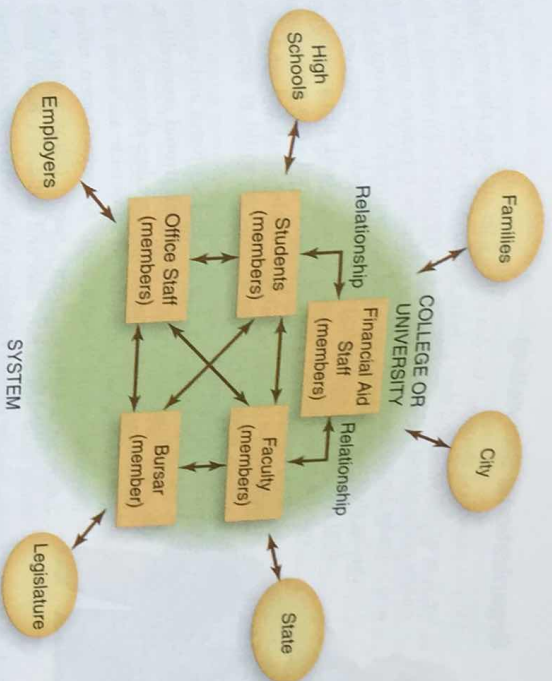 Families
City
COLLEGE OR
UNIVERSITY
High
Schools
Relationship
Financial Aid
Staff
(members)
Relationship
State
Students
(members)
Faculty
(members)
Office Staff
(members)
Bursar
(member)
Employers
Legislature
SYSTEM